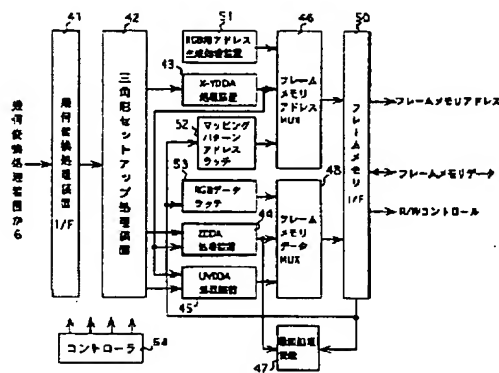 41
42
51
46
50
RGB用アドレス
生成処理装置
43
X-YDDA
処理装置
フレーム
メモリ
アドレス
MUX
52
マッピング
パターン
アドレス
ラッチ
53
RGBデータ
ラッチ
48
44
ZDDA
処理装置
フレーム
メモリ
データ
MUX
UVDDA
処理装置
45
幾何変換処理装置から
幾何変換処理装置
I/F
三角形セットアップ処理装置
フレームメモリ
I/F
フレームメモリアドレス
フレームメモリデータ
R/Wコントロール
コントローラ
54
47